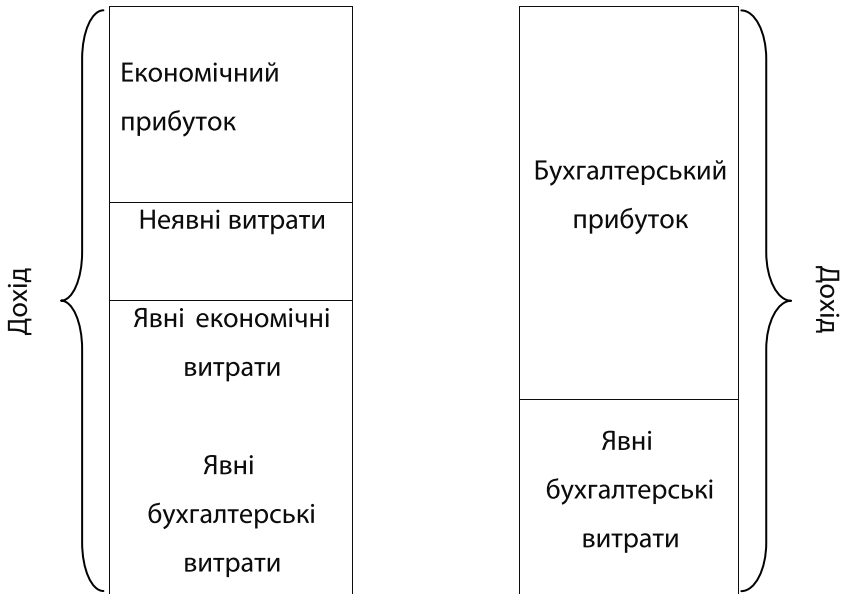 Дохід
Економічний
прибуток
Неявні витрати
Явні економічні
витрати
Явні
бухгалтерські
витрати
Бухгалтерський
прибуток
Явні
бухгалтерські
витрати
Дохід